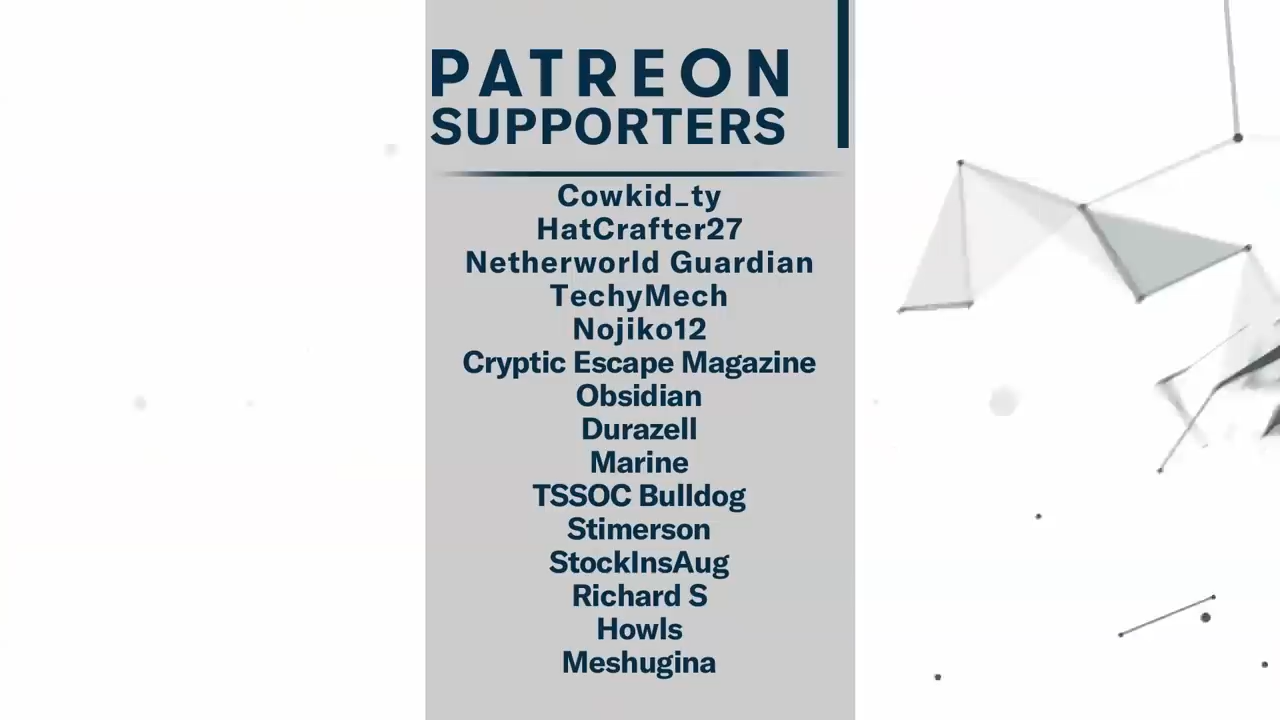 PATREON
SUPPORTERS
Cowkid_ty
HatCrafter27
Netherworld Guardian
TechyMech
Nojiko12
Cryptic Escape Magazine
Obsidian
Durazell
Marine
TSSOC Bulldog
Stimerson
StockInsAug
Richard S
Howls
Meshugina